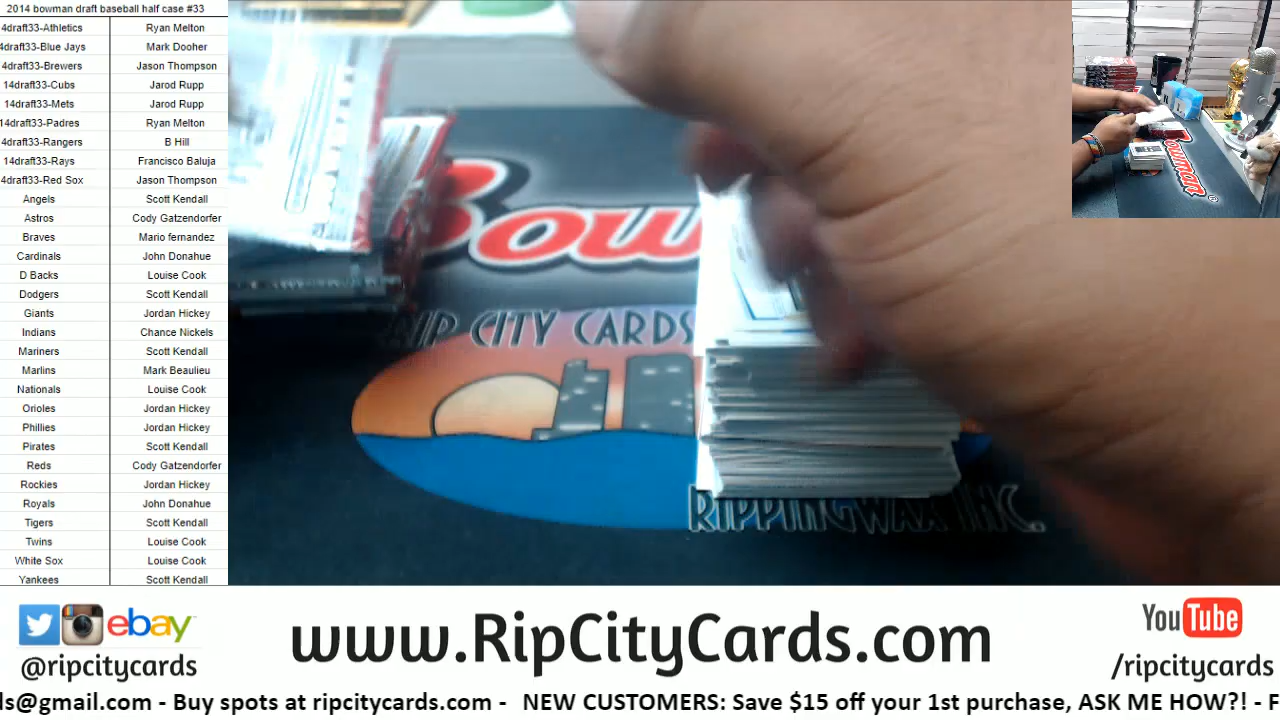 2014 bowman draft baseball half case #33
4draft33-Athletics Ryan Melton
4draft33-Blue Jays Mark Dooher
4draft33-Brewers Jason Thompson
14draft33-Cubs Jarod Rupp
14draft33-Mets Jarod Rupp
14draft33-Padres Ryan Melton
4draft33-Rangers B Hill
14draft33-Rays Francisco Baluja
4draft33-Red Sox Jason Thompson
Angels Scott Kendall
Astros Cody Gatzendorfer
Braves Mario fernandez
Cardinals John Donahue
D Backs Louise Cook
Dodgers Scott Kendall
Giants Jordan Hickey
Indians Chance Nickels
Mariners Scott Kendall
Marlins Mark Beaulieu
Nationals Louise Cook
Orioles Jordan Hickey
Phillies Jordan Hickey
Pirates Scott Kendall
Reds Cody Gatzendorfer
Rockies Jordan Hickey
Royals John Donahue
Tigers Scott Kendall
Twins Louise Cook
White Sox Louise Cook
Yankees Scott Kendall
Bow
RIP CITY CARDS
RIPPINGWAX INC.
Bowman
®
ebay
@ripcitycards
www.RipCityCards.com
YouTube
/ripcitycards
ds@gmail.com - Buy spots at ripcitycards.com - NEW CUSTOMERS: Save $15 off your 1st purchase, ASK ME HOW?! - F